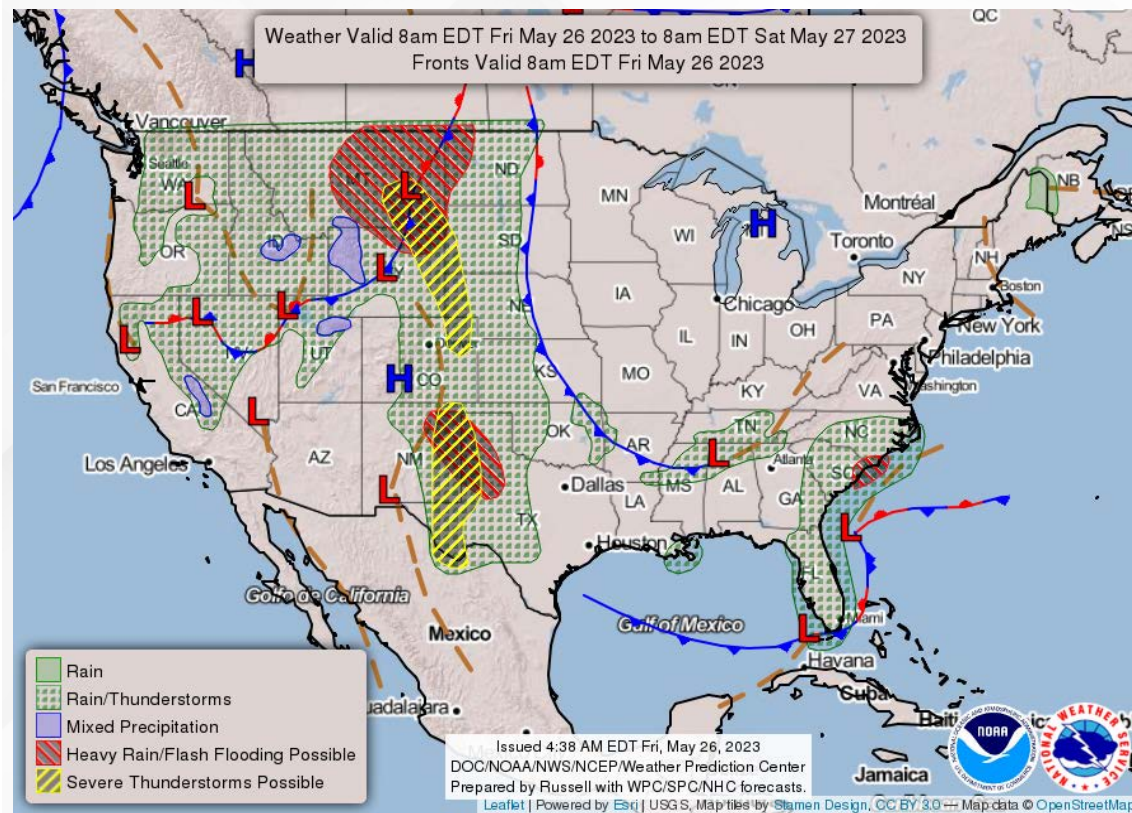 Weather Valid 8am EDT Fri May 26 2023 to 8am EDT Sat May 27 2023
Fronts Valid 8am EDT Fri May 26 2023
QC
H
Vancouver
Seattle
WA
L
MT
L
ND
MN
Montréal
NB
NS
OR
ID
SD
WI
H
Toronto
NH
Boston
NY
L
L
L
NE
IA
Chicago
New York
L
PA
Philadelphia
NV
UT
IL
IN
OH
San Francisco
H
CO
KS
MO
KY
VA
Washington
CA
L
OK
AR
L
TN
NC
Los Angeles
AZ
NM
L
Dallas
MS
AL
Atlanta
GA
SC
LA
TX
L
Houston
FL
Golfo de California
Mexico
Gulf of Mexico
L
Miami
Havana
Cuba
Rain
Rain/Thunderstorms
Mixed Precipitation
Heavy Rain/Flash Flooding Possible
Severe Thunderstorms Possible
Issued 4:38 AM EDT Fri, May 26, 2023
DOC/NOAA/NWS/NCEP/Weather Prediction Center
Prepared by Russell with WPC/SPC/NHC forecasts.
Jamaica
NOAA
NATIONAL WEATHER SERVICE
Leaflet | Powered by Esri | USGS, Map tiles by Stamen Design, CC BY 3.0 — Map data © OpenStreetMap